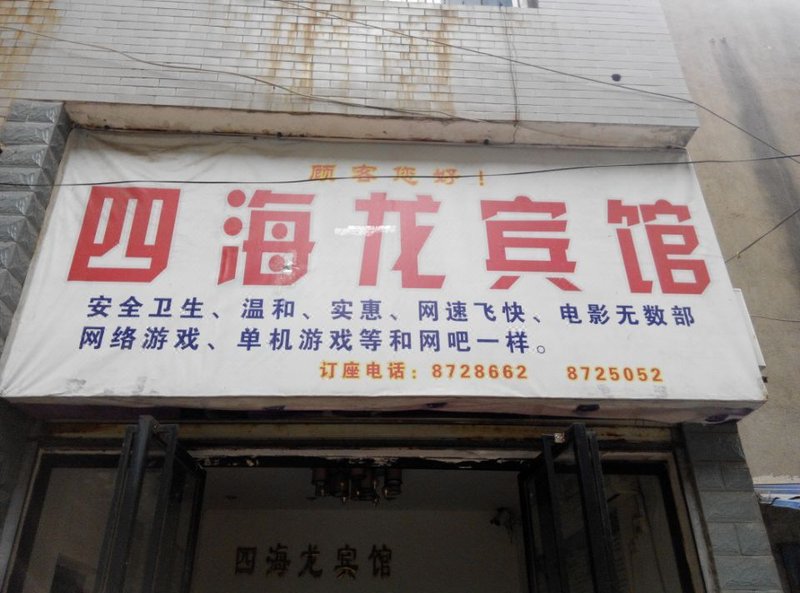 顾客您好！
四海龙宾馆
安全卫生、温和、实惠、网速飞快、电影无数部
网络游戏、单机游戏等和网吧一样。
订座电话：8728662 8725052
四海龙宾馆